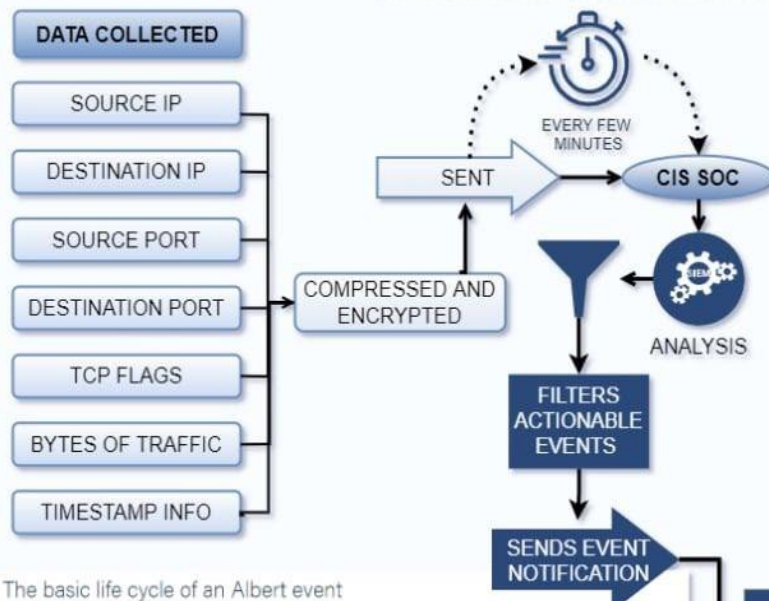 DATA COLLECTED
SOURCE IP
DESTINATION IP
SOURCE PORT
DESTINATION PORT
TCP FLAGS
BYTES OF TRAFFIC
TIMESTAMP INFO
COMPRESSED AND
ENCRYPTED
SENT
EVERY FEW
MINUTES
CIS SOC
SIEM
ANALYSIS
FILTERS
ACTIONABLE
EVENTS
SENDS EVENT
NOTIFICATION
The basic life cycle of an Albert event